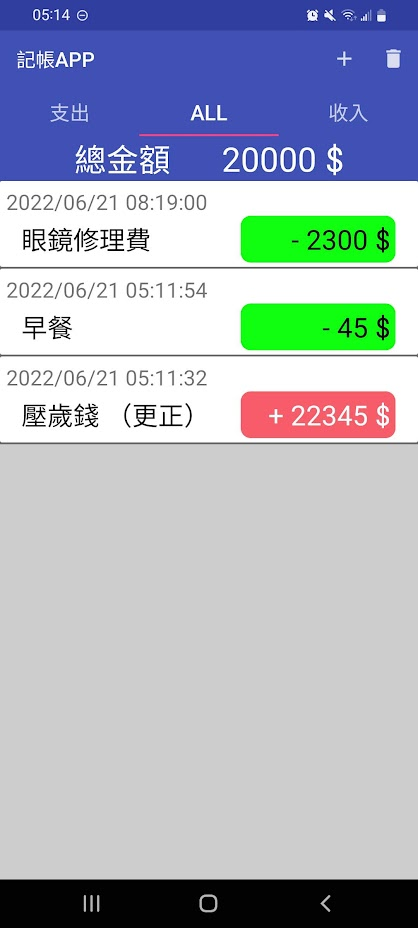 05:14
記帳APP
支出 ALL 收入
總金額 20000 $
2022/06/21 08:19:00
眼鏡修理費 - 2300 $
2022/06/21 05:11:54
早餐 - 45 $
2022/06/21 05:11:32
壓歲錢 （更正） + 22345 $